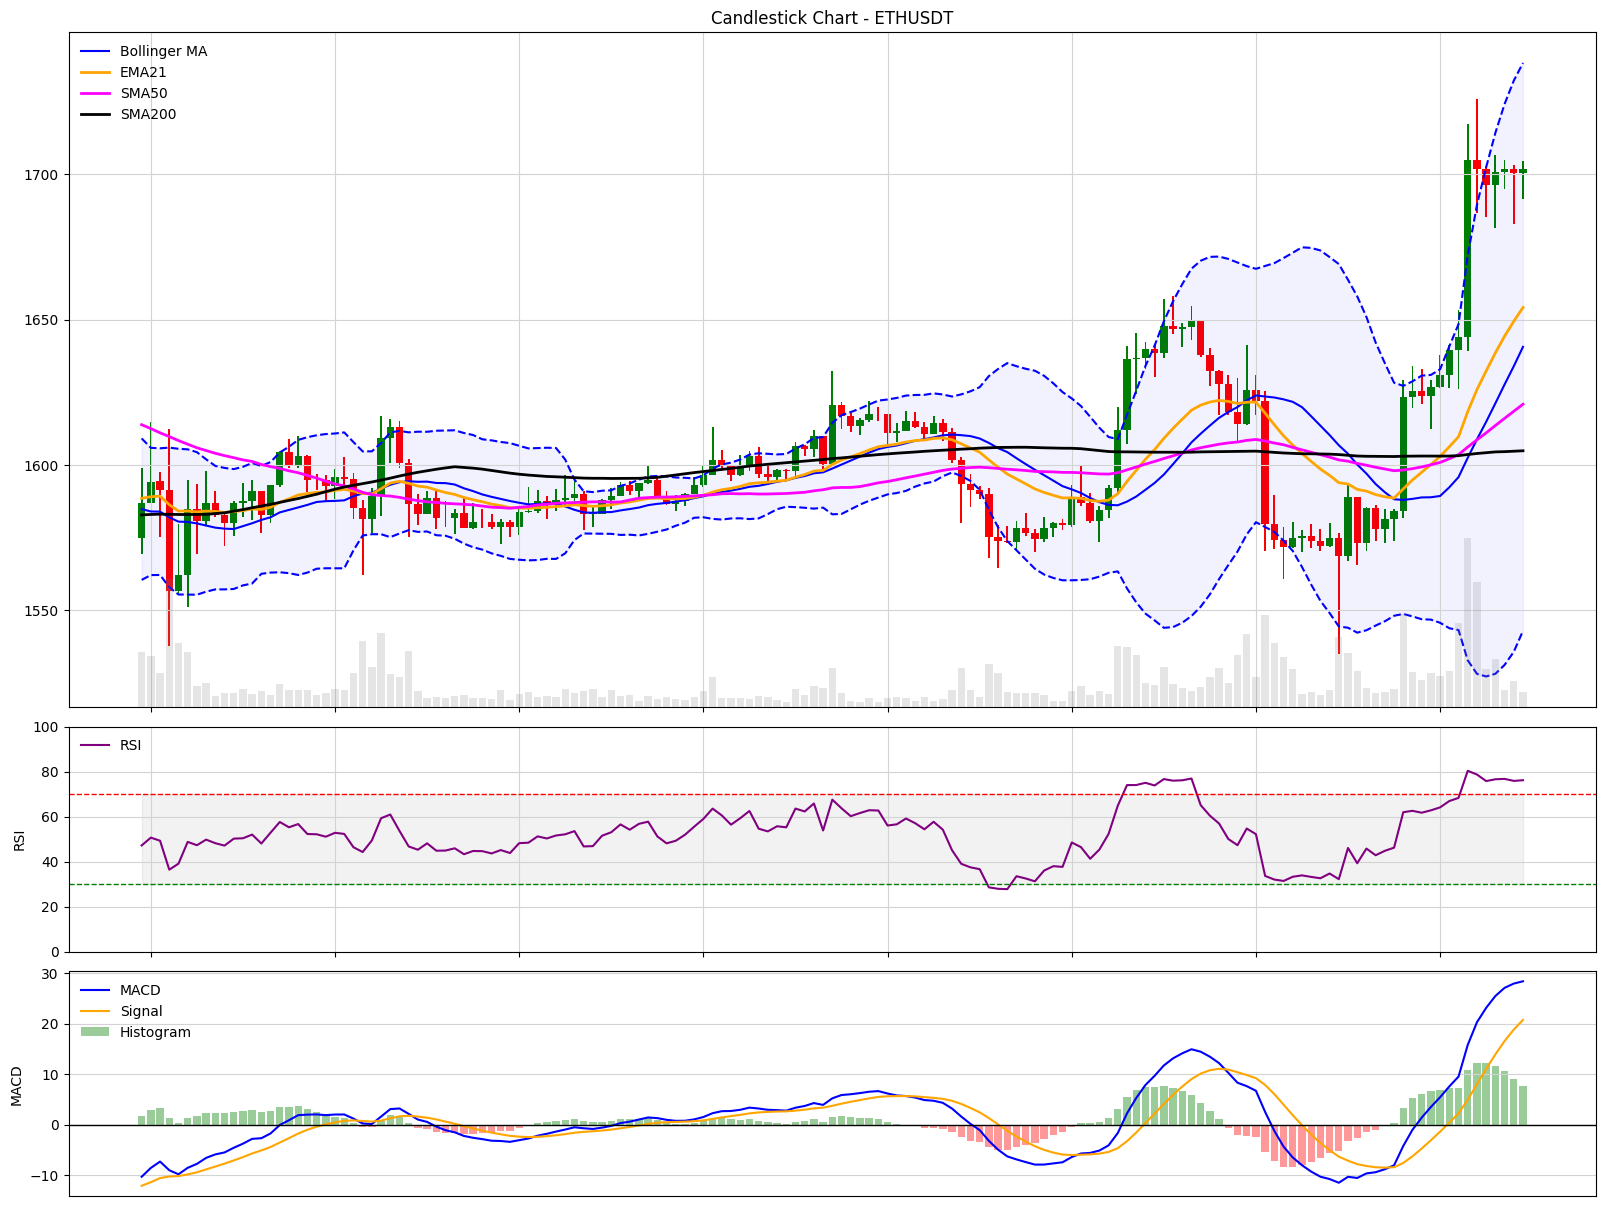 Candlestick Chart - ETHUSDT
Bollinger MA
EMA21
SMA50
SMA200
1700
1650
1600
1550
100
80
60
40
20
0
RSI
RSI
30
20
10
0
−10
MACD
MACD
Signal
Histogram